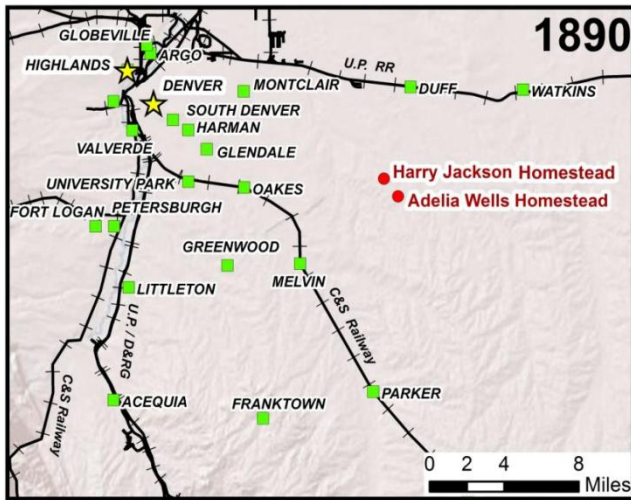 1890
GLOBEVILLE
ARGO
HIGHLANDS
U.P. RR
DENVER
MONTCLAIR
DUFF
WATKINS
SOUTH DENVER
HARMAN
VALVERDE
GLENDALE
Harry Jackson Homestead
UNIVERSITY PARK
OAKES
Adelia Wells Homestead
FORT LOGAN
PETERSBURGH
GREENWOOD
MELVIN
LITTLETON
U.P. / D&RG
C&S Railway
C&S Railway
ACEQUIA
FRANKTOWN
PARKER
0 2 4 8
Miles